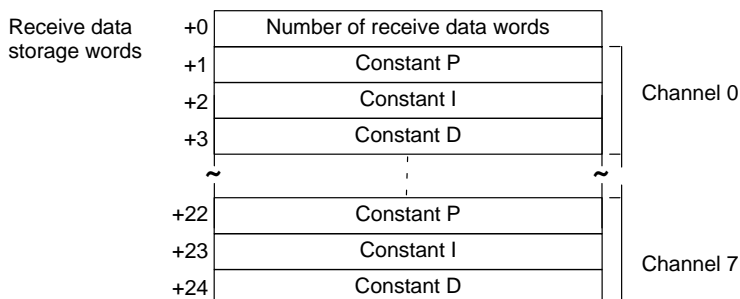 Receive data
storage words
+0 Number of receive data words
+1 Constant P
+2 Constant I
+3 Constant D
Channel 0
~ ~
+22 Constant P
+23 Constant I
+24 Constant D
Channel 7